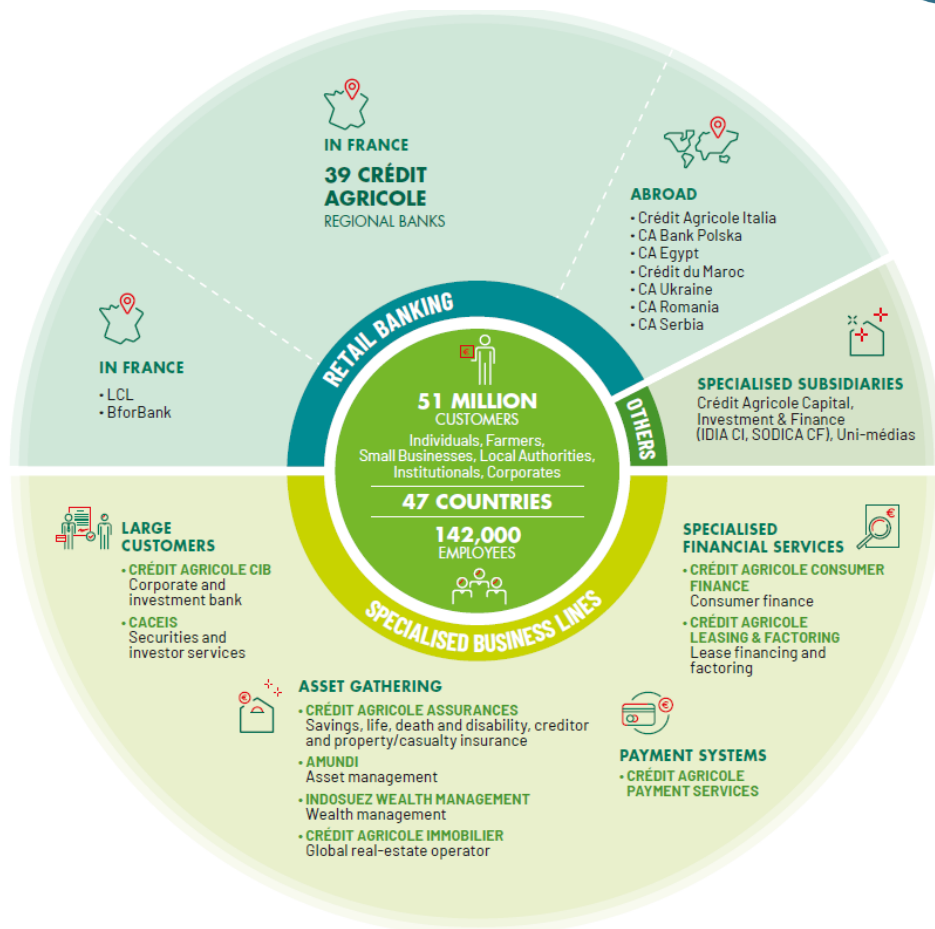 IN FRANCE
39 CRÉDIT
AGRICOLE
REGIONAL BANKS
ABROAD
• Crédit Agricole Italia
• CA Bank Polska
• CA Egypt
• Crédit du Maroc
• CA Ukraine
• CA Romania
• CA Serbia
IN FRANCE
• LCL
• BforBank
RETAIL BANKING
OTHERS
SPECIALISED SUBSIDIARIES
Crédit Agricole Capital,
Investment & Finance
(IDIA CI, SODICA CF), Uni-médias
€
51 MILLION
CUSTOMERS
Individuals, Farmers,
Small Businesses, Local Authorities,
Institutionals, Corporates
47 COUNTRIES
142,000
EMPLOYEES
SPECIALISED BUSINESS LINES
LARGE
CUSTOMERS
• CRÉDIT AGRICOLE CIB
Corporate and
investment bank
• CACEIS
Securities and
investor services
€
ASSET GATHERING
• CRÉDIT AGRICOLE ASSURANCES
Savings, life, death and disability, creditor
and property/casualty insurance
• AMUNDI
Asset management
• INDOSUEZ WEALTH MANAGEMENT
Wealth management
• CRÉDIT AGRICOLE IMMOBILIER
Global real-estate operator
€
SPECIALISED
FINANCIAL SERVICES
• CRÉDIT AGRICOLE CONSUMER
FINANCE
Consumer finance
• CRÉDIT AGRICOLE
LEASING & FACTORING
Lease financing and
factoring
€
PAYMENT SYSTEMS
• CRÉDIT AGRICOLE
PAYMENT SERVICES